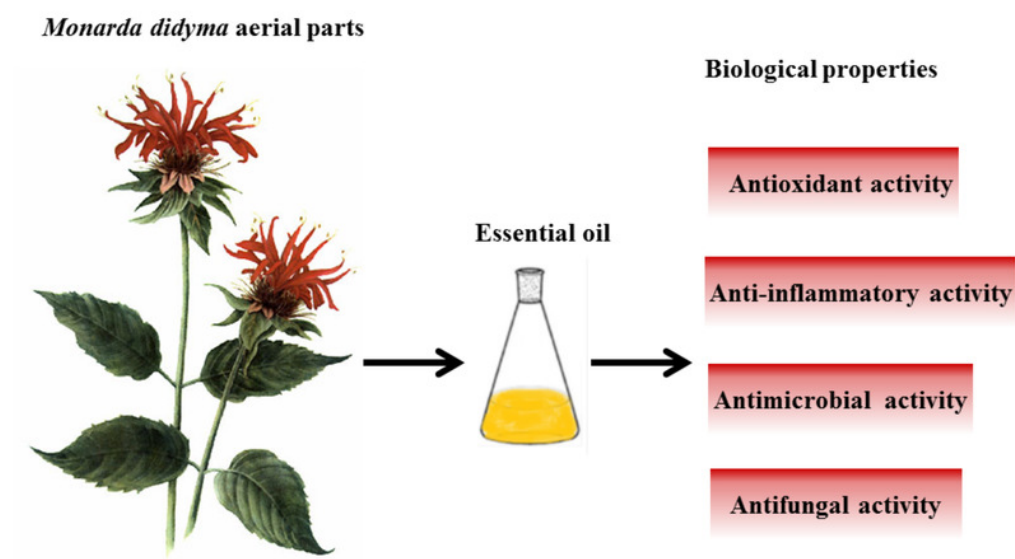 Monarda didyma aerial parts
Essential oil
Biological properties
Antioxidant activity
Anti-inflammatory activity
Antimicrobial activity
Antifungal activity